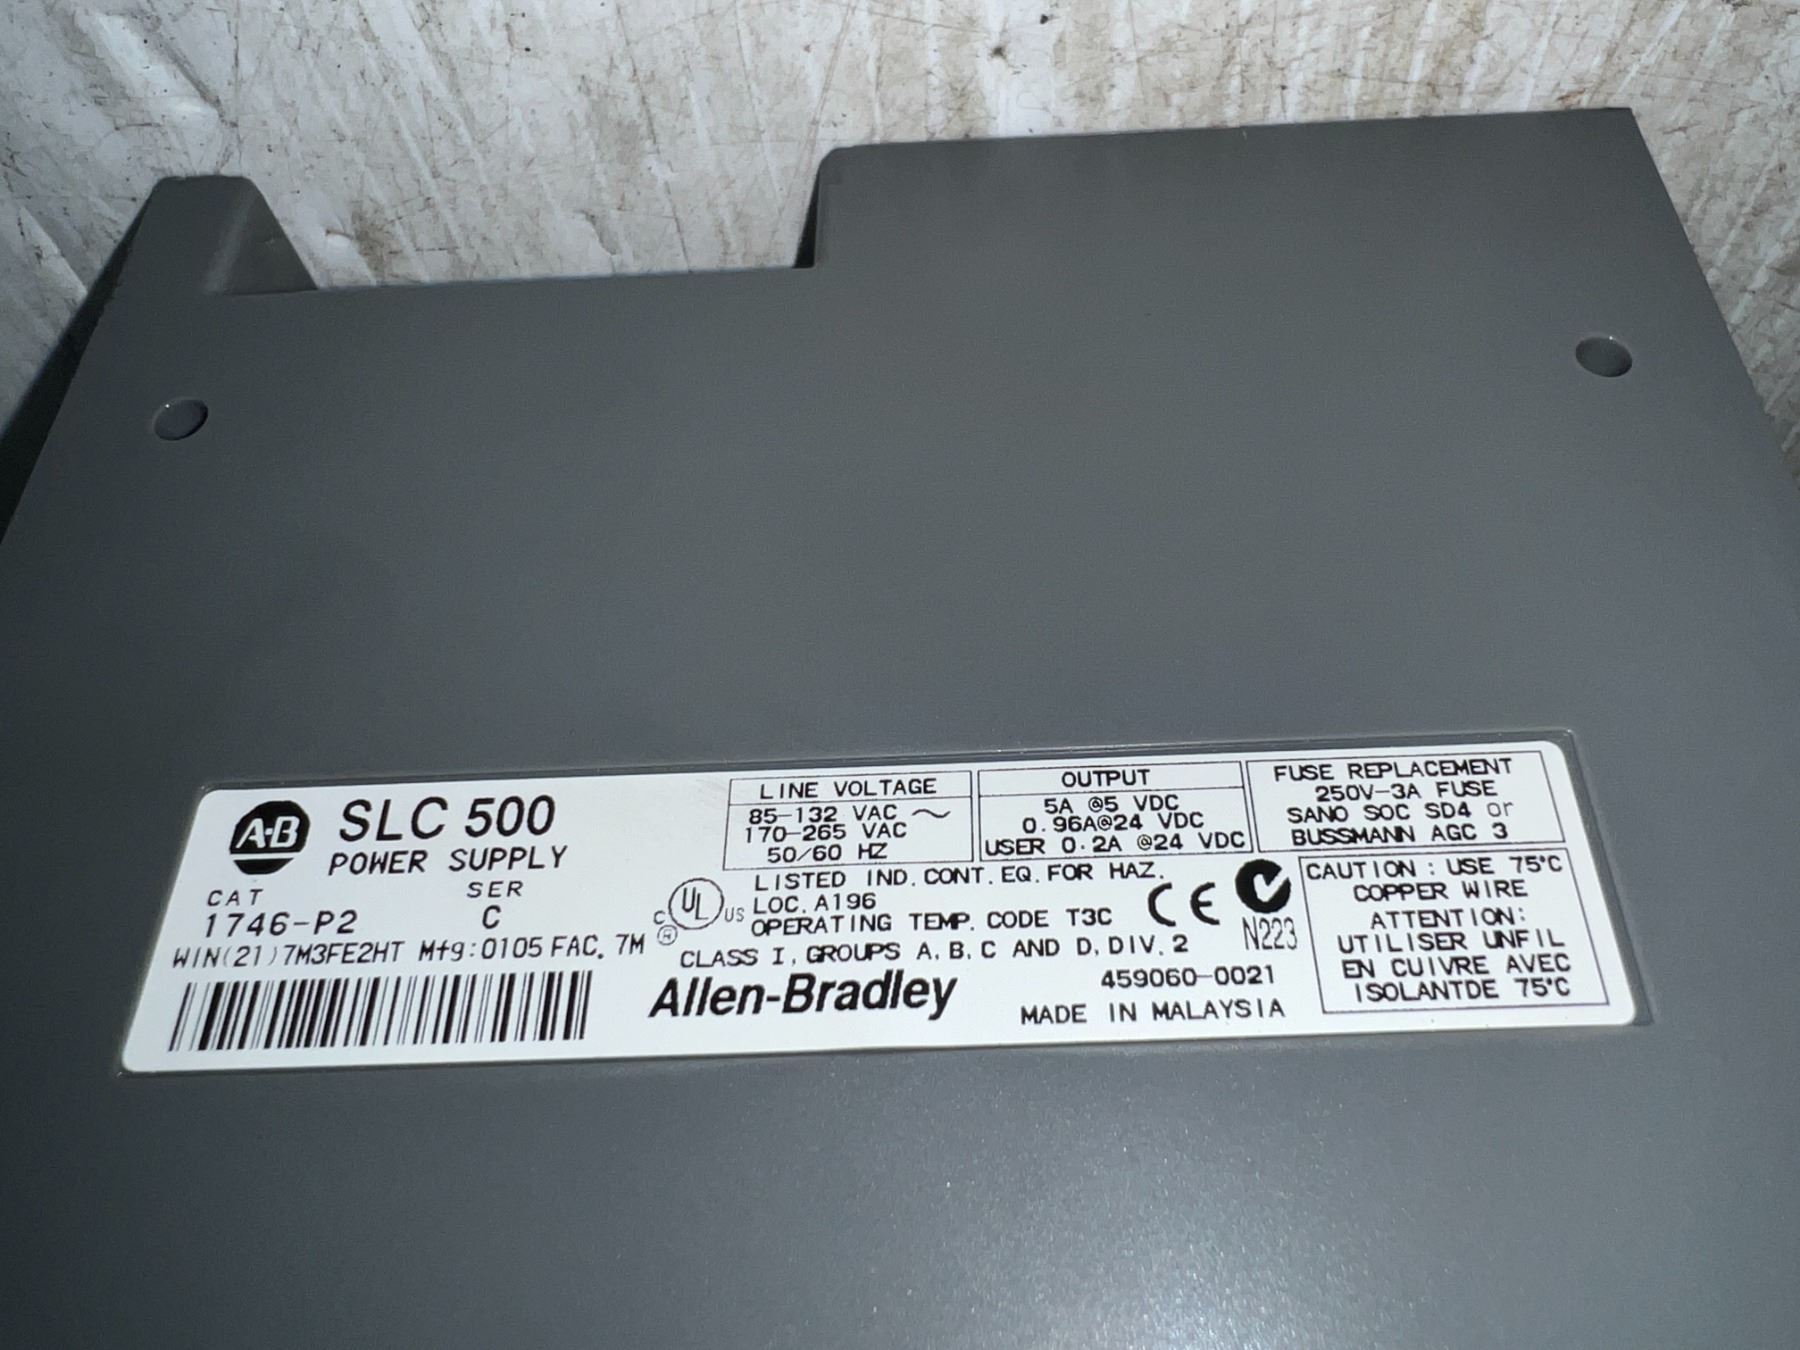 A-B SLC 500
POWER SUPPLY
CAT SER
1746-P2 C
WIN(21)7M3FE2HT Mfg:0105 FAC. 7M
LINE VOLTAGE
85-132 VAC ~
170-265 VAC
50/60 HZ
OUTPUT
5A @5 VDC
0.96A@24 VDC
USER 0.2A @24 VDC
FUSE REPLACEMENT
250V-3A FUSE
SANO SOC SD4 or
BUSSMANN AGC 3
C UL US
LISTED IND. CONT. EQ. FOR HAZ.
LOC. A196
OPERATING TEMP. CODE T3C
CLASS I, GROUPS A, B, C AND D, DIV. 2
CE
N223
CAUTION : USE 75°C
COPPER WIRE
ATTENTION:
UTILISER UNFIL
EN CUIVRE AVEC
ISOLANTDE 75°C
Allen-Bradley
459060-0021
MADE IN MALAYSIA